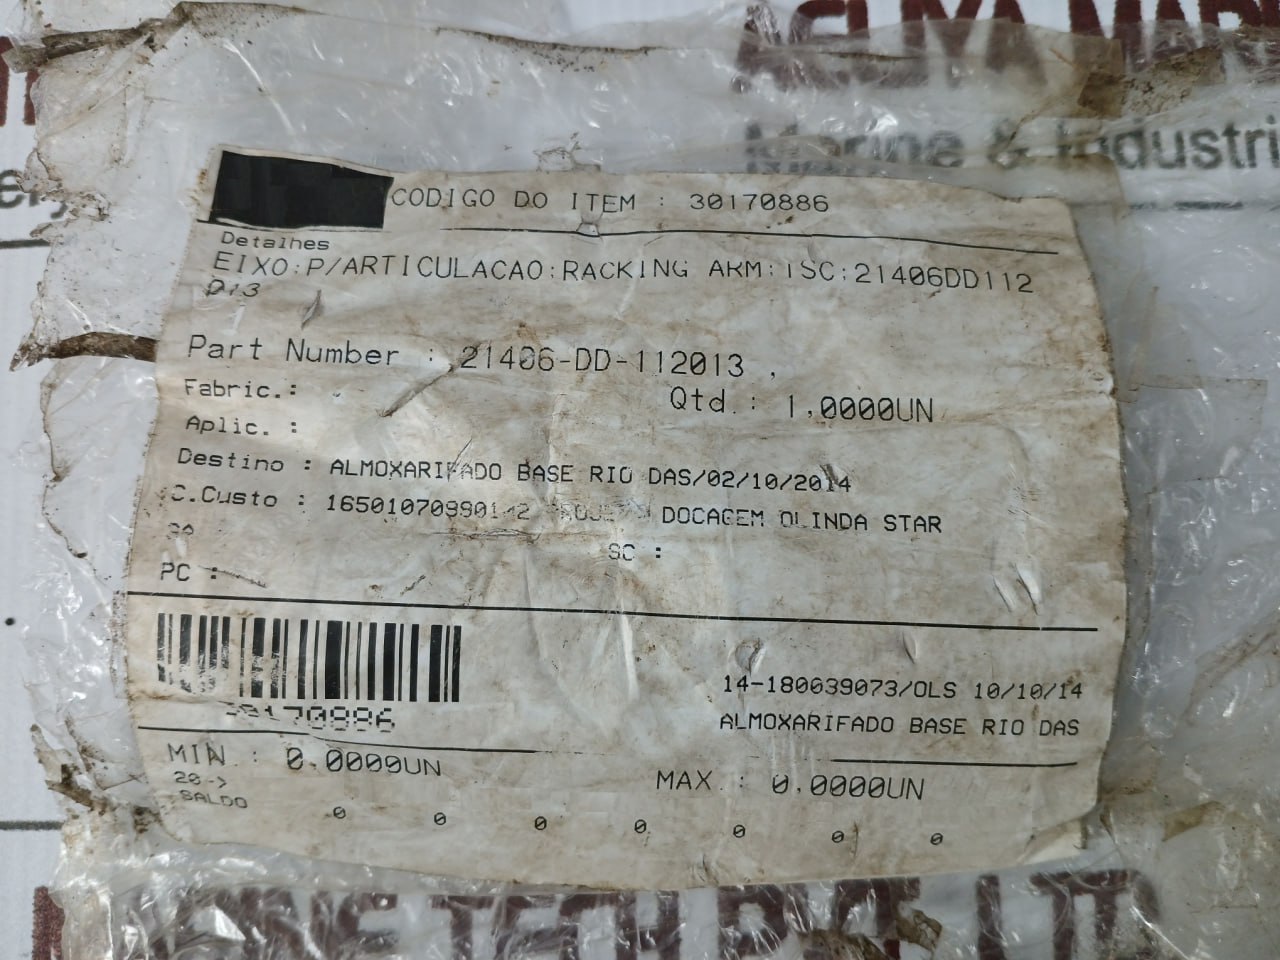 Marine & Industri
CODIGO DO ITEM : 30170886
Detalhes
EIXO:P/ARTICULACAO:RACKING ARM:ISC:21406DD112
013
Part Number : 21406-DD-112013 ,
Fabric.:
Qtd. : 1,0000UN
Aplic. :
Destino : ALMOXARIFADO BASE RIO DAS/02/10/2014
C.Custo : DOCAGEM OLINDA STAR
SC :
PC :
14-180639073/OLS 10/10/14
30170886
ALMOXARIFADO BASE RIO DAS
MIN : 0.0000UN
MAX. : 0,0000UN
20->
SALDO
0 0 0 0 0 0 0